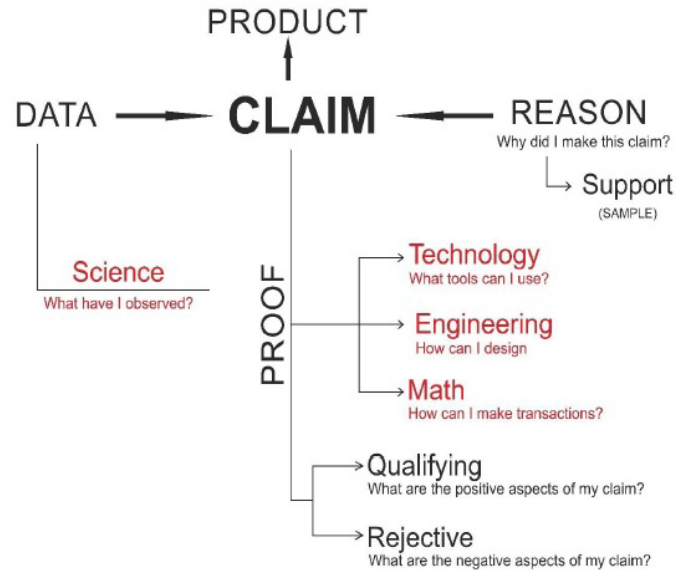 PRODUCT
DATA
CLAIM
REASON
Why did I make this claim?
Support
(SAMPLE)
Science
What have I observed?
PROOF
Technology
What tools can I use?
Engineering
How can I design
Math
How can I make transactions?
Qualifying
What are the positive aspects of my claim?
Rejective
What are the negative aspects of my claim?